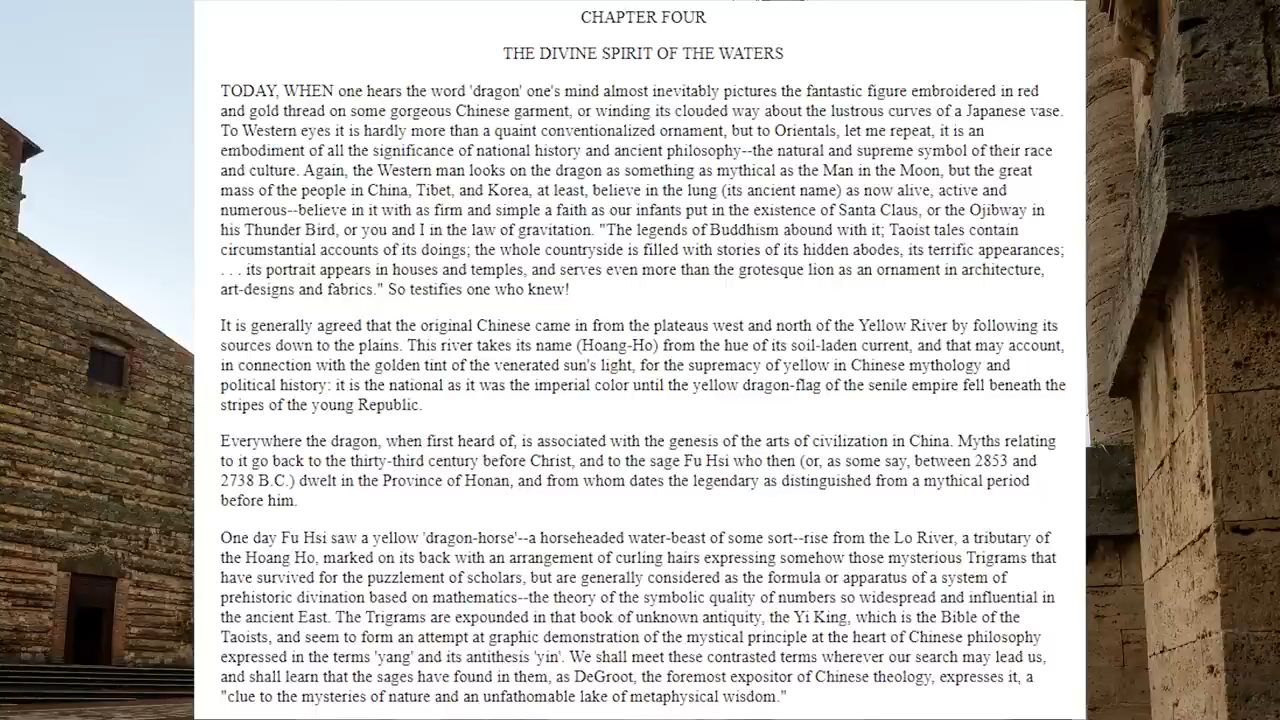 CHAPTER FOUR
THE DIVINE SPIRIT OF THE WATERS
TODAY, WHEN one hears the word 'dragon' one's mind almost inevitably pictures the fantastic figure embroidered in red
and gold thread on some gorgeous Chinese garment, or winding its clouded way about the lustrous curves of a Japanese vase.
To Western eyes it is hardly more than a quaint conventionalized ornament, but to Orientals, let me repeat, it is an
embodiment of all the significance of national history and ancient philosophy--the natural and supreme symbol of their race
and culture. Again, the Western man looks on the dragon as something as mythical as the Man in the Moon, but the great
mass of the people in China, Tibet, and Korea, at least, believe in the lung (its ancient name) as now alive, active and
numerous--believe in it with as firm and simple a faith as our infants put in the existence of Santa Claus, or the Ojibway in
his Thunder Bird, or you and I in the law of gravitation. "The legends of Buddhism abound with it; Taoist tales contain
circumstantial accounts of its doings; the whole countryside is filled with stories of its hidden abodes, its terrific appearances;
. . . its portrait appears in houses and temples, and serves even more than the grotesque lion as an ornament in architecture,
art-designs and fabrics." So testifies one who knew!
It is generally agreed that the original Chinese came in from the plateaus west and north of the Yellow River by following its
sources down to the plains. This river takes its name (Hoang-Ho) from the hue of its soil-laden current, and that may account,
in connection with the golden tint of the venerated sun's light, for the supremacy of yellow in Chinese mythology and
political history: it is the national as it was the imperial color until the yellow dragon-flag of the senile empire fell beneath the
stripes of the young Republic.
Everywhere the dragon, when first heard of, is associated with the genesis of the arts of civilization in China. Myths relating
to it go back to the thirty-third century before Christ, and to the sage Fu Hsi who then (or, as some say, between 2853 and
2738 B.C.) dwelt in the Province of Honan, and from whom dates the legendary as distinguished from a mythical period
before him.
One day Fu Hsi saw a yellow 'dragon-horse'--a horseheaded water-beast of some sort--rise from the Lo River, a tributary of
the Hoang Ho, marked on its back with an arrangement of curling hairs expressing somehow those mysterious Trigrams that
have survived for the puzzlement of scholars, but are generally considered as the formula or apparatus of a system of
prehistoric divination based on mathematics--the theory of the symbolic quality of numbers so widespread and influential in
the ancient East. The Trigrams are expounded in that book of unknown antiquity, the Yi King, which is the Bible of the
Taoists, and seem to form an attempt at graphic demonstration of the mystical principle at the heart of Chinese philosophy
expressed in the terms 'yang' and its antithesis 'yin'. We shall meet these contrasted terms wherever our search may lead us,
and shall learn that the sages have found in them, as DeGroot, the foremost expositor of Chinese theology, expresses it, a
"clue to the mysteries of nature and an unfathomable lake of metaphysical wisdom."